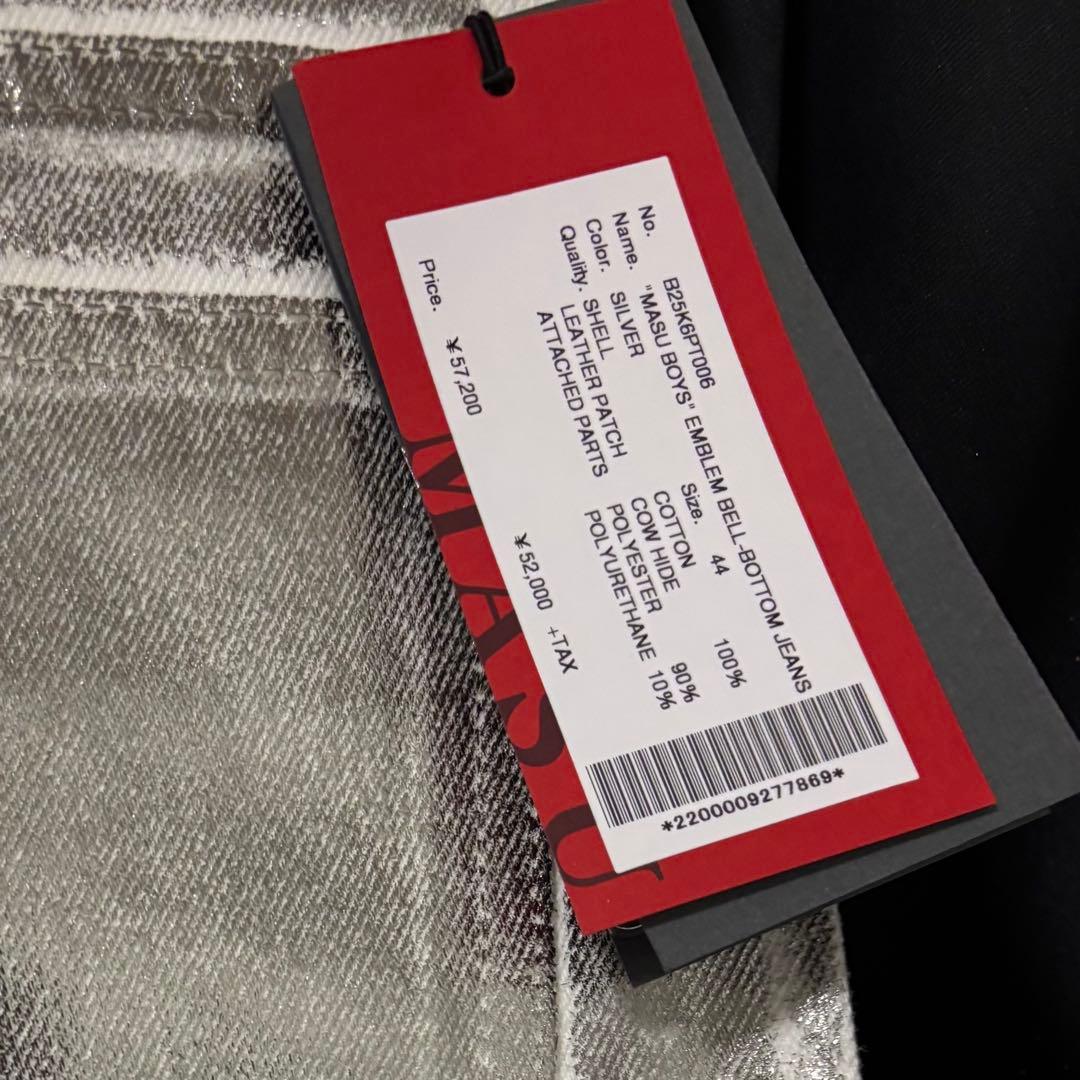 No. B25K6PT006
Name. "MASU BOYS" EMBLEM BELL-BOTTOM JEANS
Color. SILVER Size. 44
Quality. SHELL COTTON 100%
LEATHER PATCH COW HIDE
ATTACHED PARTS POLYESTER 90%
POLYURETHANE 10%
Price. ¥57,200 ¥52,000 +TAX
*2200009277869*
MASU